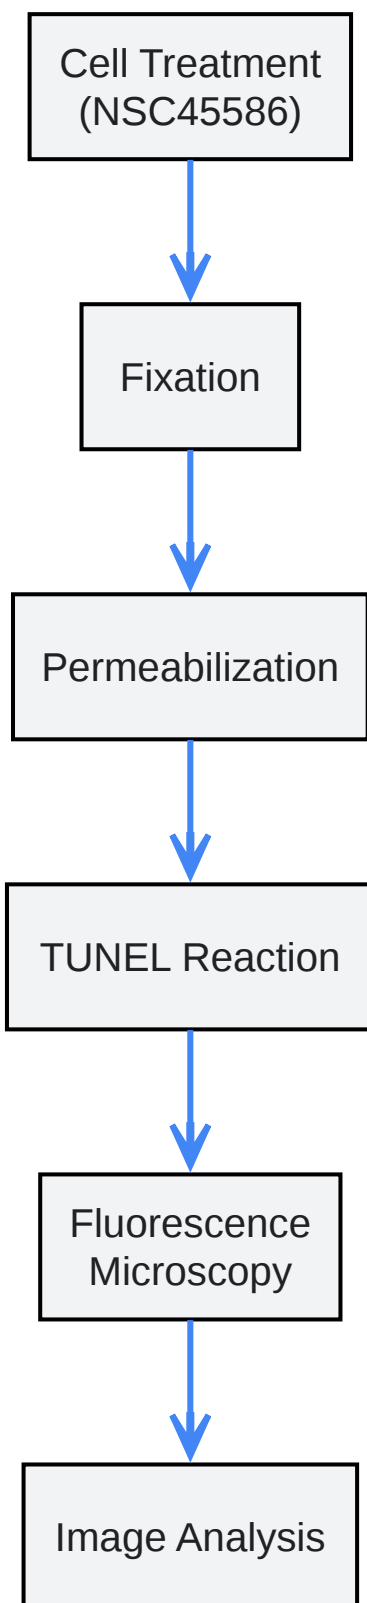 Cell Treatment
(NSC45586)
Fixation
Permeabilization
TUNEL Reaction
Fluorescence
Microscopy
Image Analysis